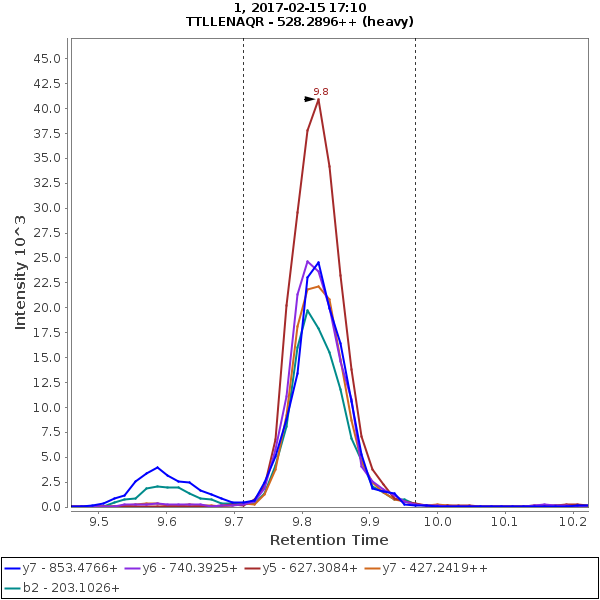 1, 2017-02-15 17:10
TTLLENAQR - 528.2896++ (heavy)
45.0
42.5
40.0
37.5
35.0
32.5
30.0
27.5
25.0
22.5
20.0
17.5
15.0
12.5
10.0
7.5
5.0
2.5
0.0
Intensity 10^3
9.8
9.5 9.6 9.7 9.8 9.9 10.0 10.1 10.2
Retention Time
y7 - 853.4766+ y6 - 740.3925+ y5 - 627.3084+ y7 - 427.2419++
b2 - 203.1026+